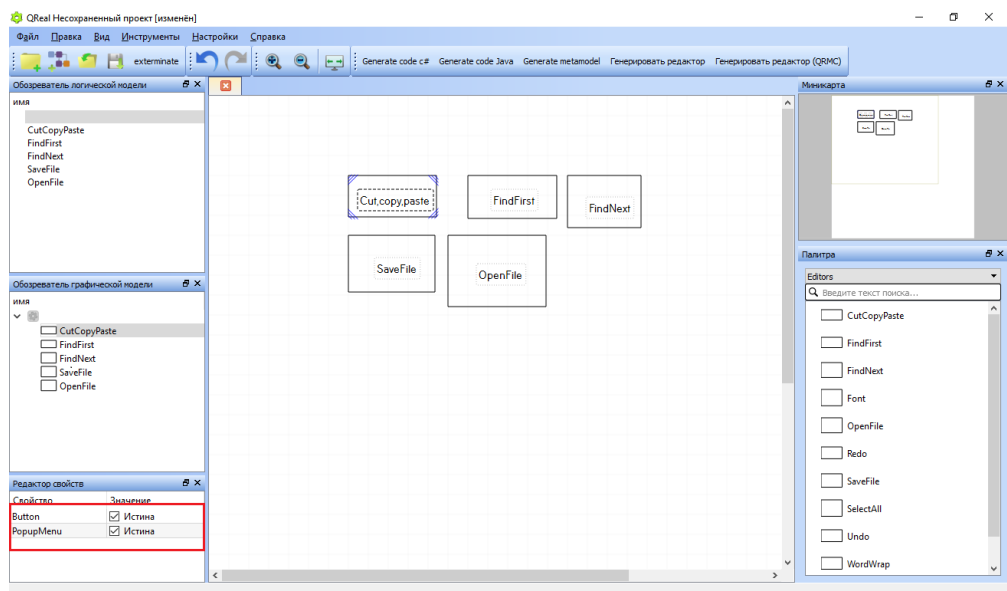 QReal Несохраненный проект [изменён]
Файл Правка Вид Инструменты Настройки Справка
exterminate Generate code c# Generate code Java Generate metamodel Генерировать редактор Генерировать редактор (QRMC)
Обозреватель логической модели
имя
CutCopyPaste
FindFirst
FindNext
SaveFile
OpenFile
Обозреватель графической модели
имя
CutCopyPaste
FindFirst
FindNext
SaveFile
OpenFile
Редактор свойств
Свойство Значение
Button Истина
PopupMenu Истина
Cut,copy,paste
FindFirst
FindNext
SaveFile
OpenFile
Миникарта
Палитра
Editors
Введите текст поиска...
CutCopyPaste
FindFirst
FindNext
Font
OpenFile
Redo
SaveFile
SelectAll
Undo
WordWrap